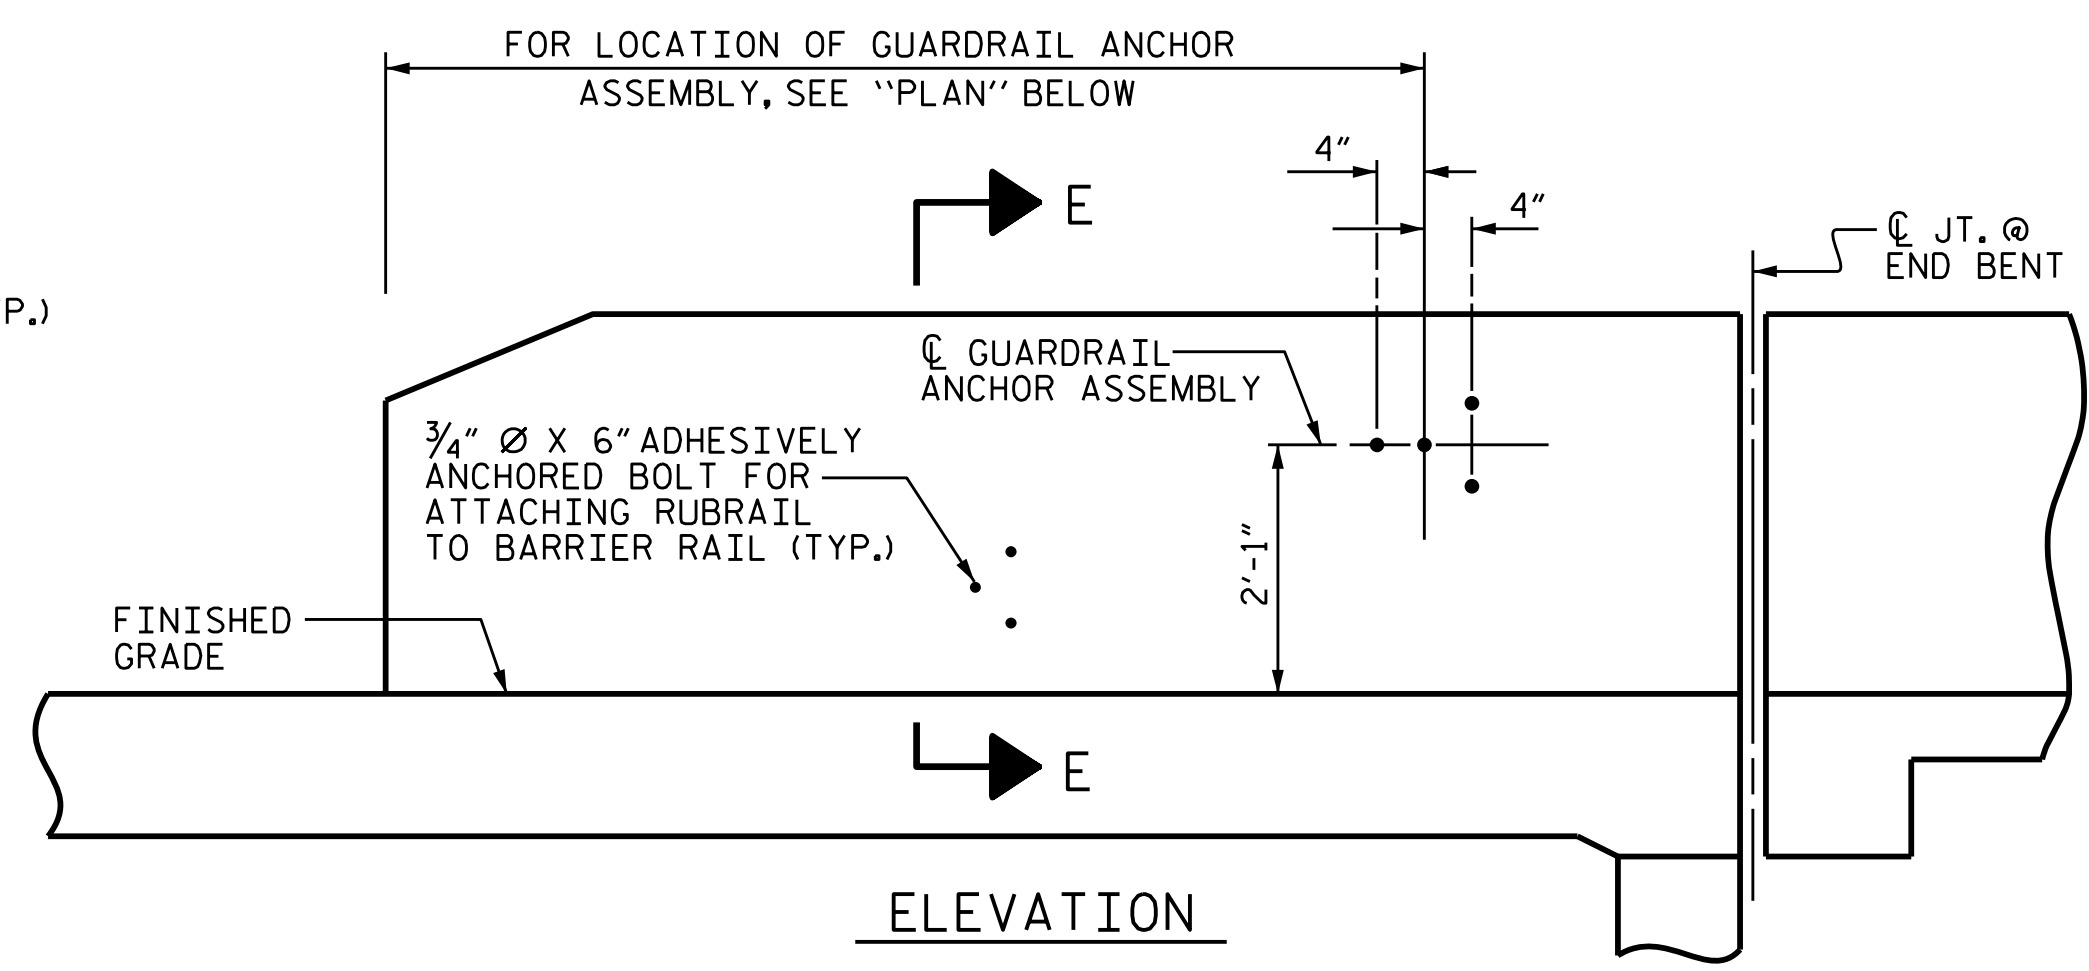 FOR LOCATION OF GUARDRAIL ANCHOR
ASSEMBLY, SEE "PLAN" BELOW
4"
E
4"
℄ JT. @
END BENT
P.)
℄ GUARDRAIL
ANCHOR ASSEMBLY
3/4" Ø X 6" ADHESIVELY
ANCHORED BOLT FOR
ATTACHING RUBRAIL
TO BARRIER RAIL (TYP.)
2'-1"
FINISHED
GRADE
E
ELEVATION